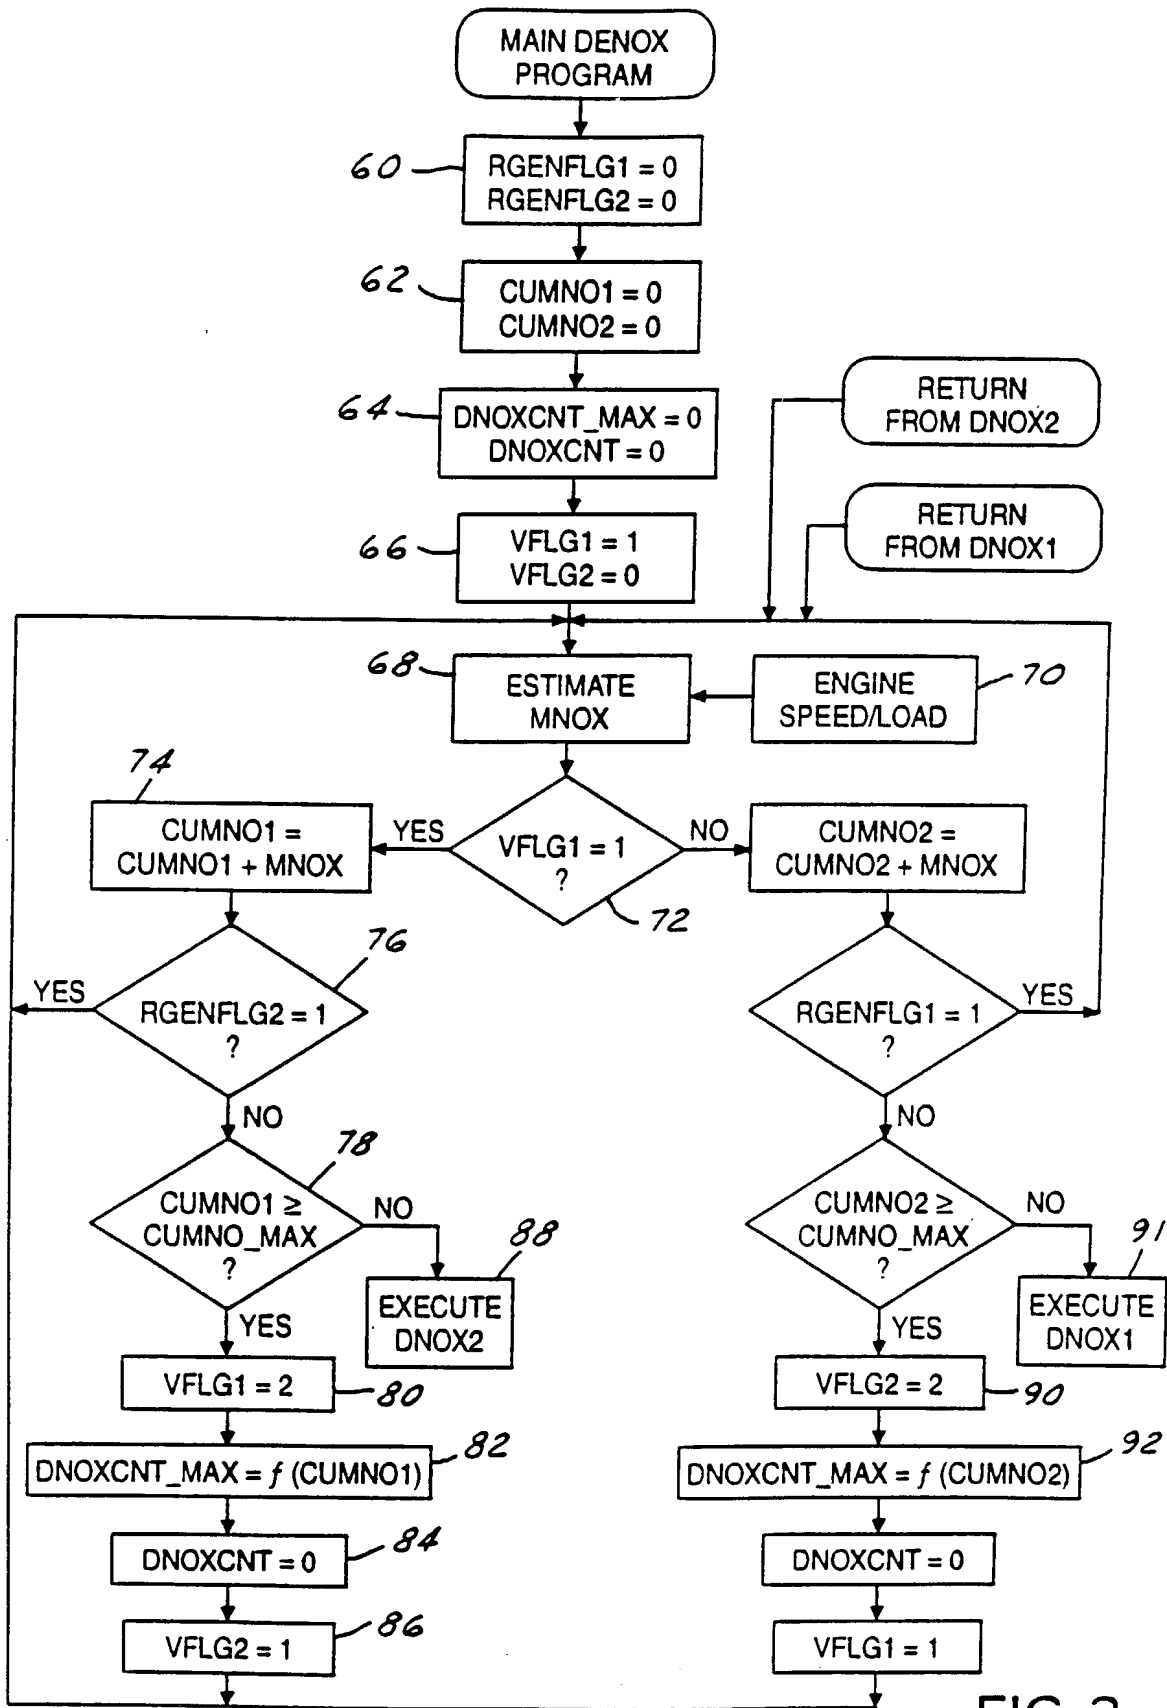 MAIN DENOX
PROGRAM
60
RGENFLG1 = 0
RGENFLG2 = 0
62
CUMNO1 = 0
CUMNO2 = 0
64
DNOXCNT_MAX = 0
DNOXCNT = 0
RETURN
FROM DNOX2
66
VFLG1 = 1
VFLG2 = 0
RETURN
FROM DNOX1
68
ESTIMATE
MNOX
ENGINE
SPEED/LOAD
70
74
CUMNO1 =
CUMNO1 + MNOX
YES
VFLG1 = 1
?
NO
72
CUMNO2 =
CUMNO2 + MNOX
76
YES
RGENFLG2 = 1
?
NO
RGENFLG1 = 1
?
YES
NO
78
CUMNO1 ≥
CUMNO_MAX
?
NO
YES
88
EXECUTE
DNOX2
CUMNO2 ≥
CUMNO_MAX
?
NO
YES
91
EXECUTE
DNOX1
VFLG1 = 2
80
VFLG2 = 2
90
DNOXCNT_MAX = f (CUMNO1)
82
DNOXCNT_MAX = f (CUMNO2)
92
DNOXCNT = 0
84
DNOXCNT = 0
VFLG2 = 1
86
VFLG1 = 1